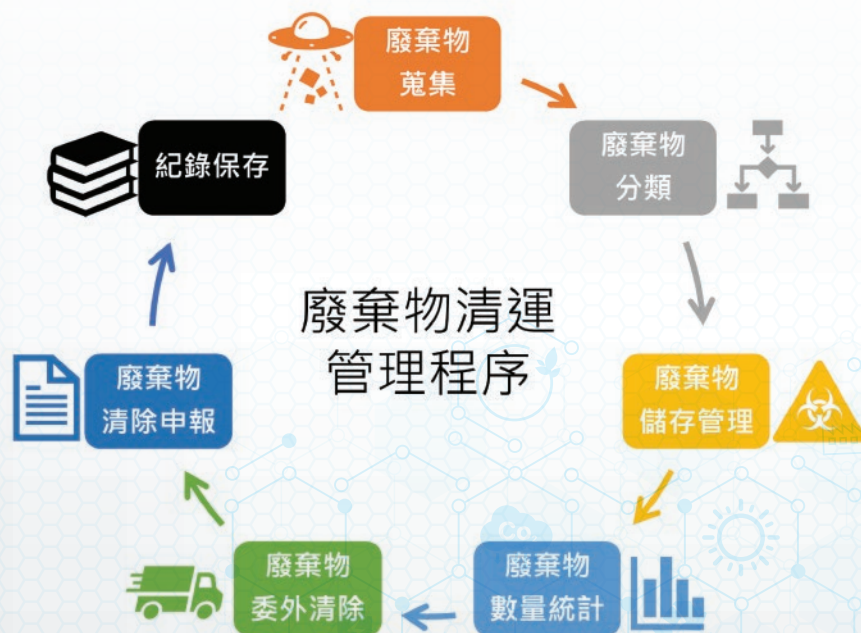 廢棄物
蒐集
廢棄物
分類
廢棄物
儲存管理
廢棄物
數量統計
廢棄物
委外清除
廢棄物
清除申報
紀錄保存
廢棄物清運
管理程序
CO₂